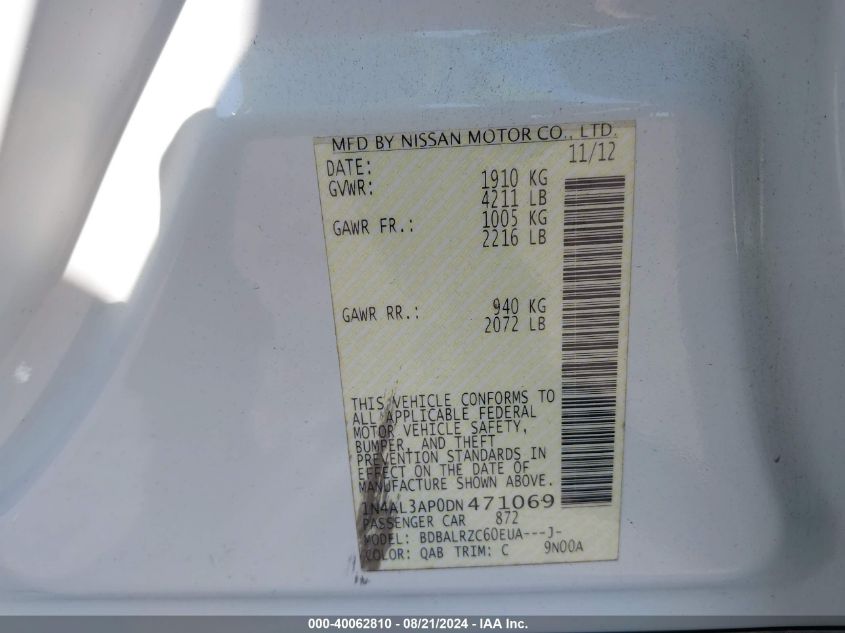 MFD BY NISSAN MOTOR CO., LTD.
DATE: 11/12
GVWR: 1910 KG
4211 LB
GAWR FR.: 1005 KG
2216 LB
GAWR RR.: 940 KG
2072 LB
THIS VEHICLE CONFORMS TO
ALL APPLICABLE FEDERAL
MOTOR VEHICLE SAFETY,
BUMPER, AND THEFT
PREVENTION STANDARDS IN
EFFECT ON THE DATE OF
MANUFACTURE SHOWN ABOVE.
1N4AL3AP0DN471069
PASSENGER CAR 872
MODEL: BDBALRZC60EUA---J-
COLOR: QAB TRIM: C 9N00A
000-40062810 - 08/21/2024 - IAA Inc.